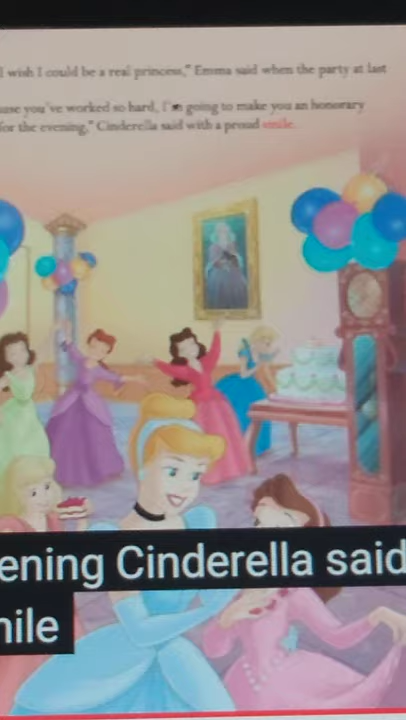 I wish I could be a real princess," Emma said when the party at last
use you've worked so hard, I'm going to make you an honorary
for the evening," Cinderella said with a proud smile.
ening Cinderella said
nile